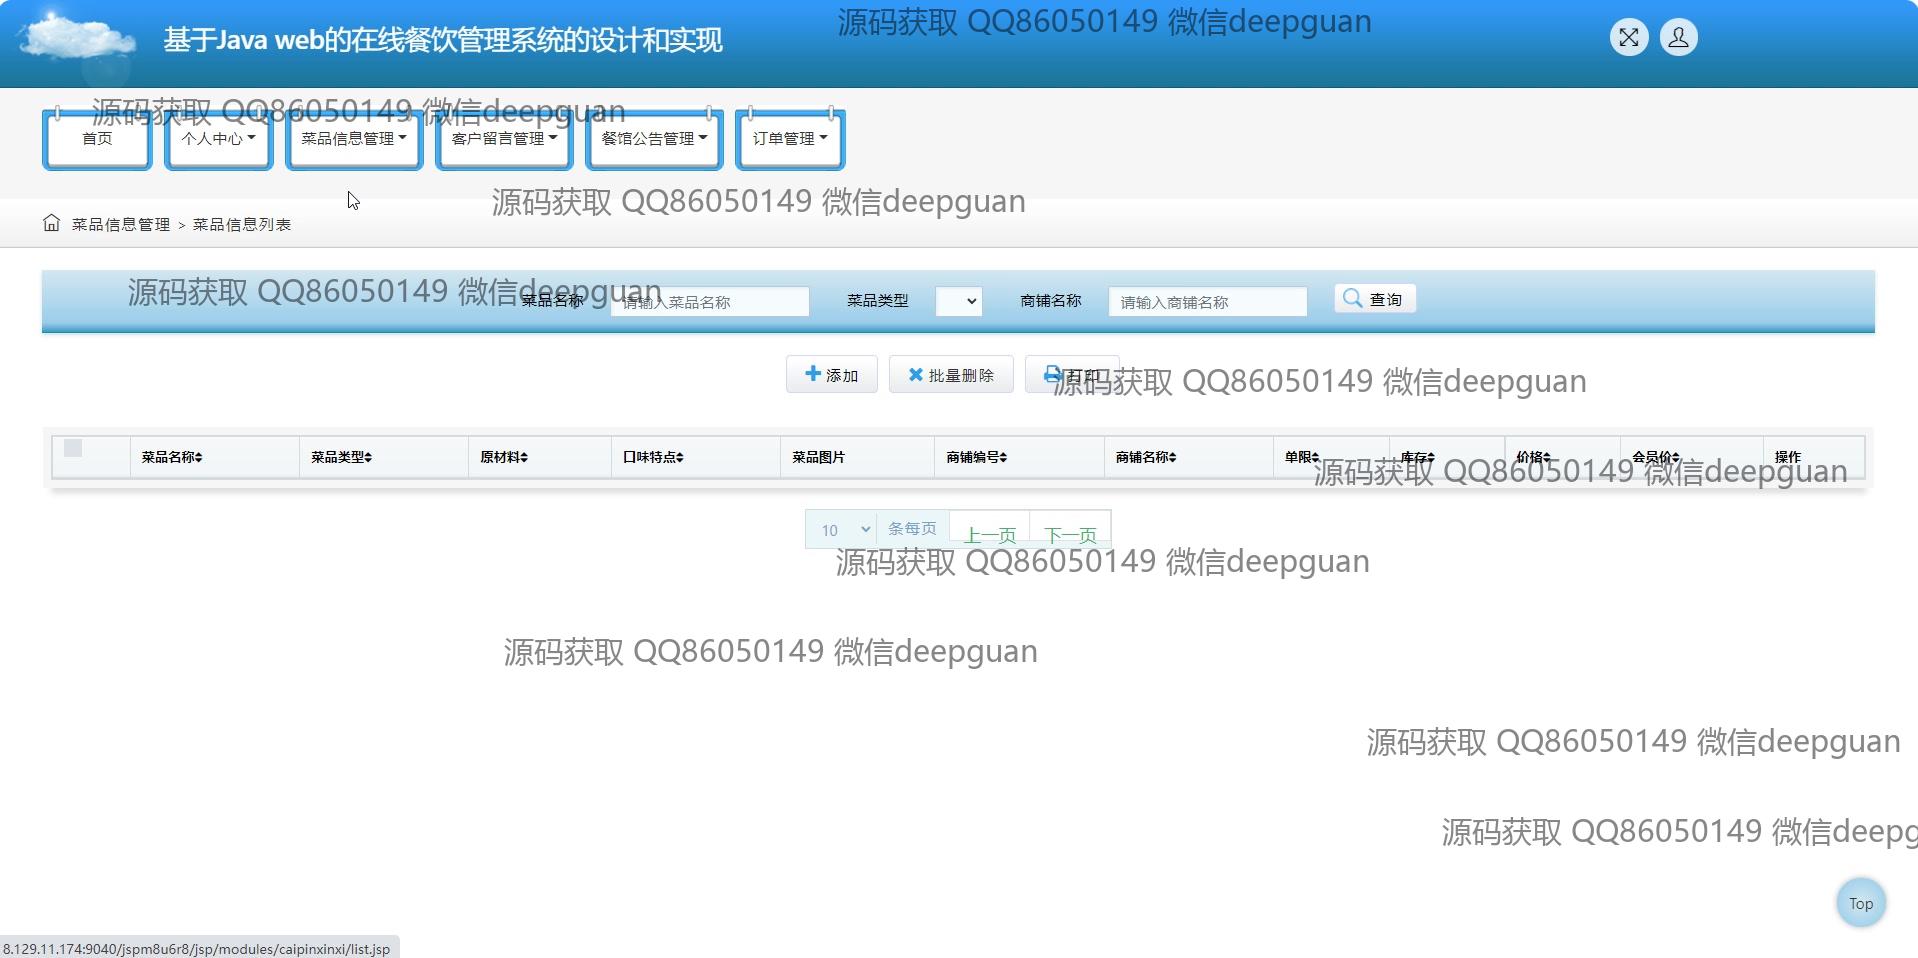 源码获取 QQ86050149 微信deepguan
基于Java web的在线餐饮管理系统的设计和实现
源码获取 QQ86050149 微信deepguan
首页 个人中心 菜品信息管理 客户留言管理 餐馆公告管理 订单管理
源码获取 QQ86050149 微信deepguan
菜品信息管理 > 菜品信息列表
源码获取 QQ86050149 微信deepguan
菜品名称 请输入菜品名称 菜品类型 商铺名称 请输入商铺名称 查询
添加 批量删除 打印
源码获取 QQ86050149 微信deepguan
菜品名称 菜品类型 原材料 口味特点 菜品图片 商铺编号 商铺名称 单限 库存 价格 会员价 操作
源码获取 QQ86050149 微信deepguan
10 条每页 上一页 下一页
源码获取 QQ86050149 微信deepguan
源码获取 QQ86050149 微信deepguan
源码获取 QQ86050149 微信deepguan
源码获取 QQ86050149 微信deepg
Top
8.129.11.174:9040/jspm8u6r8/jsp/modules/caipinxinxi/list.jsp